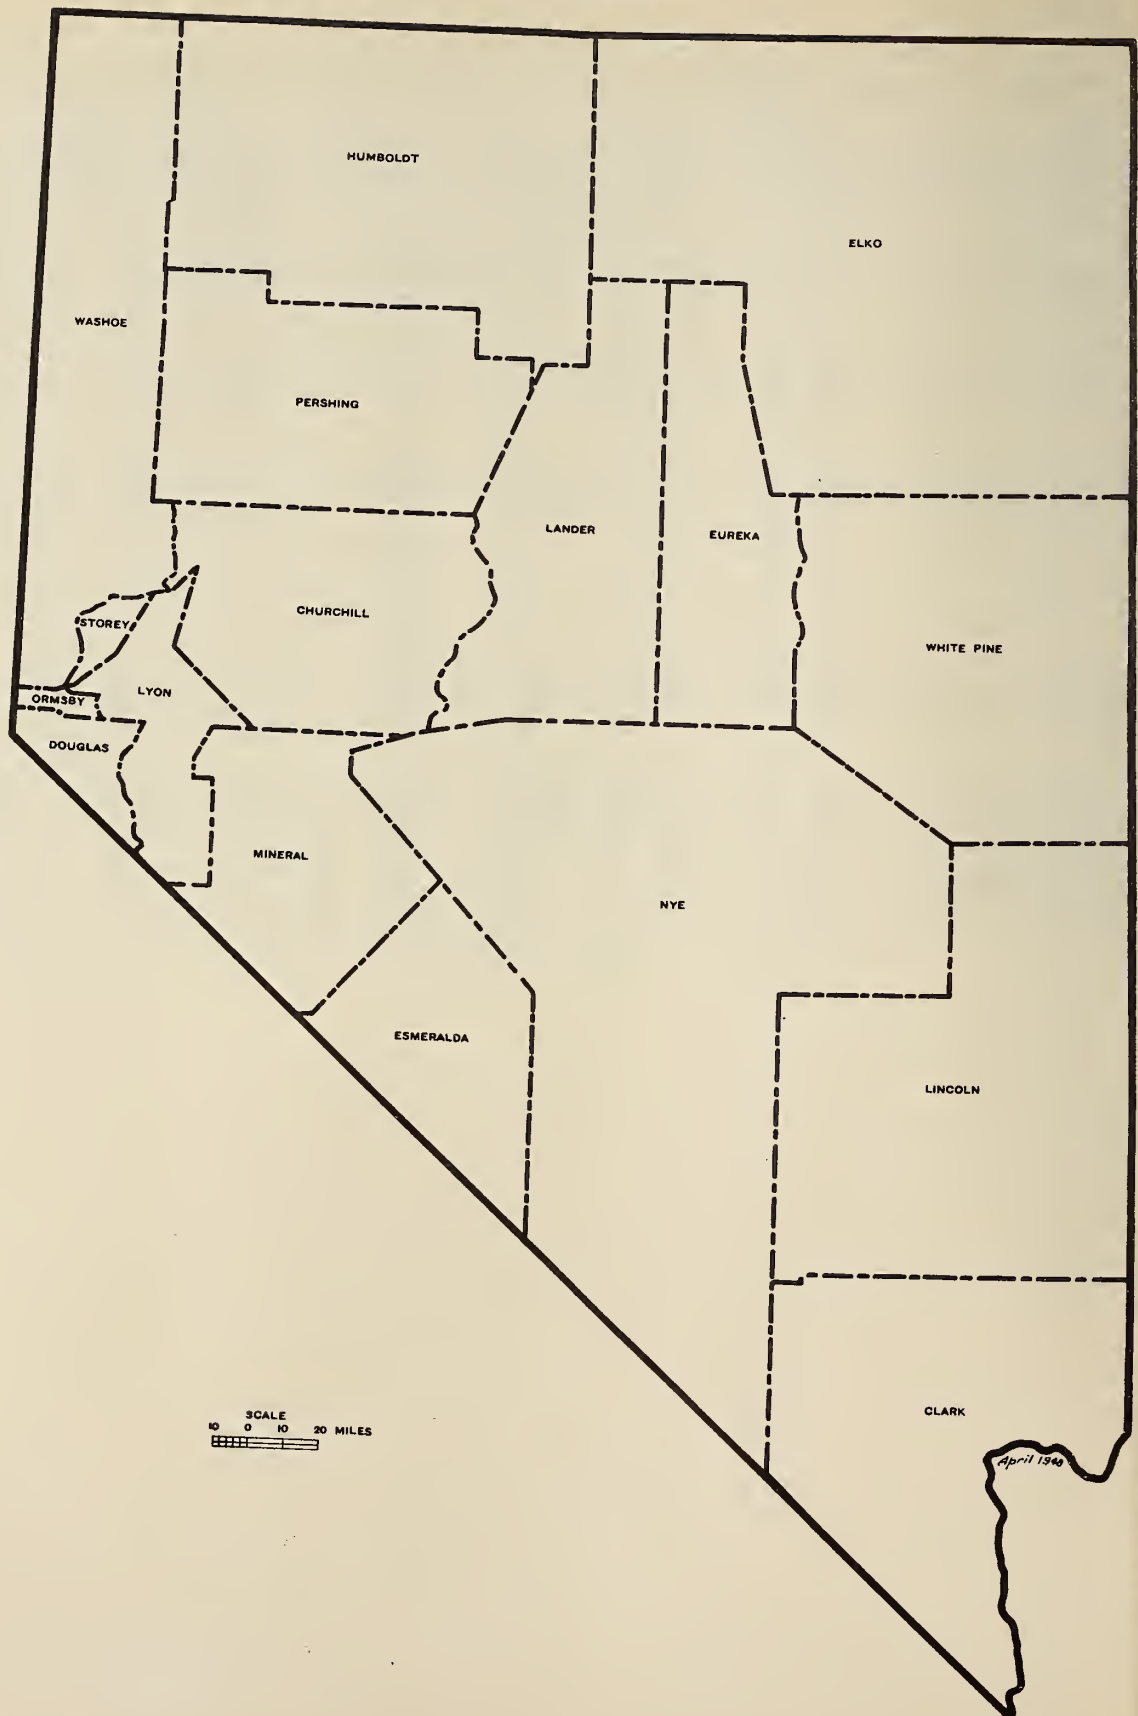 HUMBOLDT
ELKO
WASHOE
PERSHING
LANDER
EUREKA
CHURCHILL
STOREY
WHITE PINE
LYON
ORMSBY
DOUGLAS
MINERAL
NYE
ESMERALDA
LINCOLN
CLARK
SCALE
10 0 10 20 MILES
April 1940